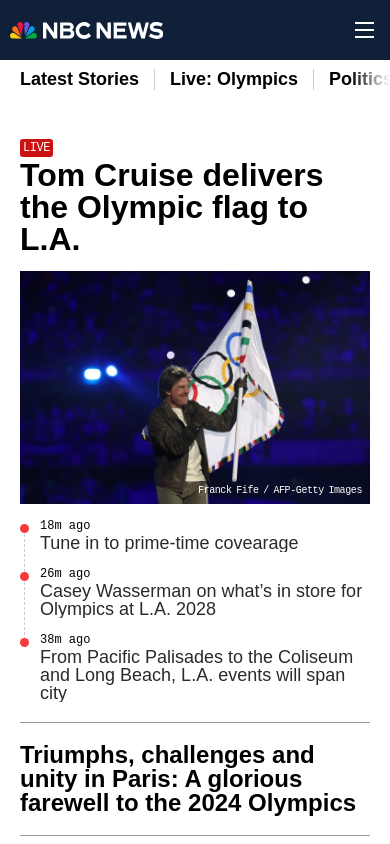 NBC NEWS
Latest Stories Live: Olympics Politics
LIVE
Tom Cruise delivers
the Olympic flag to
L.A.
Franck Fife / AFP-Getty Images
18m ago
Tune in to prime-time covearage
26m ago
Casey Wasserman on what’s in store for
Olympics at L.A. 2028
38m ago
From Pacific Palisades to the Coliseum
and Long Beach, L.A. events will span
city
Triumphs, challenges and
unity in Paris: A glorious
farewell to the 2024 Olympics